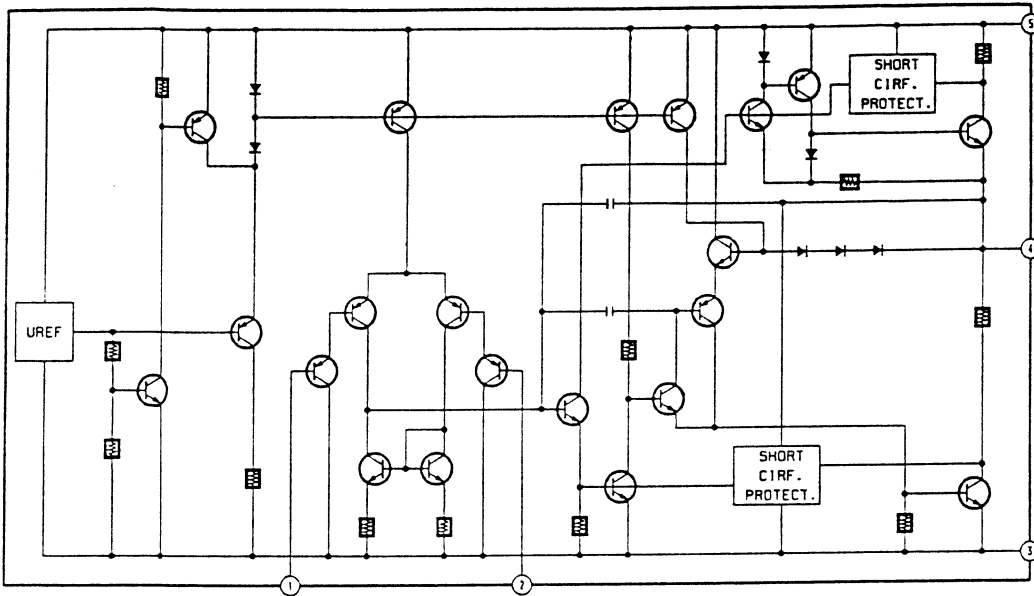 5
SHORT
CIRF.
PROTECT.
4
UREF
SHORT
CIRF.
PROTECT.
3
1
2